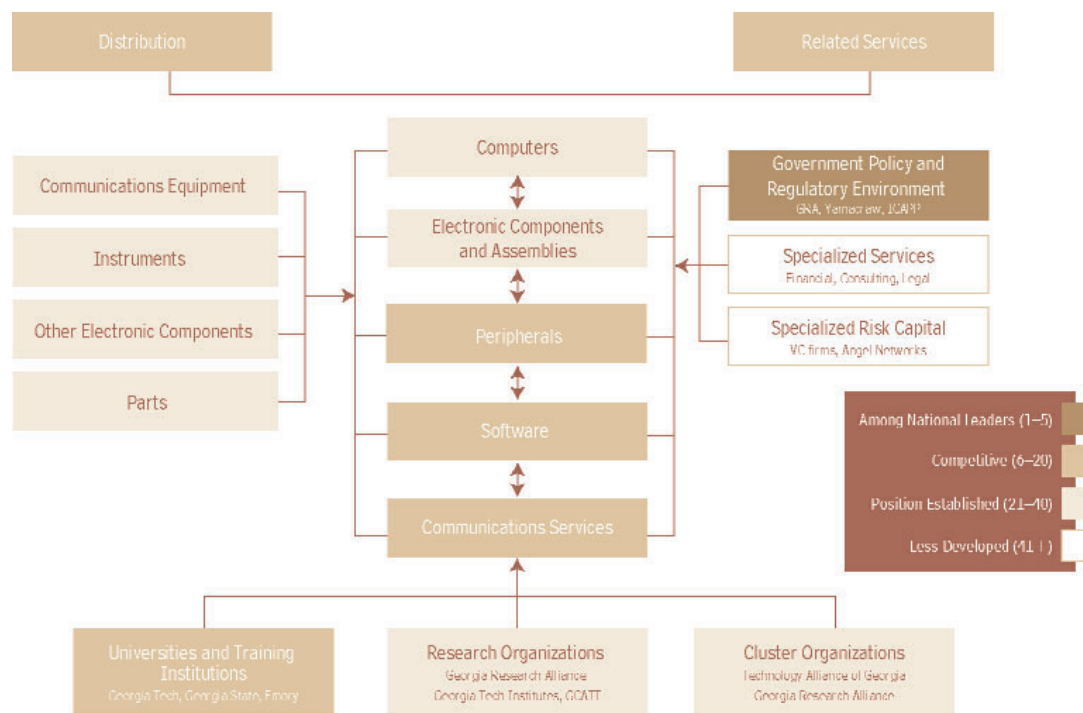 Distribution
Related Services
Computers
Communications Equipment
Government Policy and
Regulatory Environment
GRA, Yamacraw, ICAPP
Electronic Components
and Assemblies
Instruments
Specialized Services
Financial, Consulting, Legal
Other Electronic Components
Peripherals
Specialized Risk Capital
VC firms, Angel Networks
Parts
Software
Among National Leaders (1–5)
Competitive (6–20)
Position Established (21–40)
Less Developed (41+)
Communications Services
Universities and Training
Institutions
Georgia Tech, Georgia State, Emory
Research Organizations
Georgia Research Alliance
Georgia Tech Institutes, GCATT
Cluster Organizations
Technology Alliance of Georgia
Georgia Research Alliance